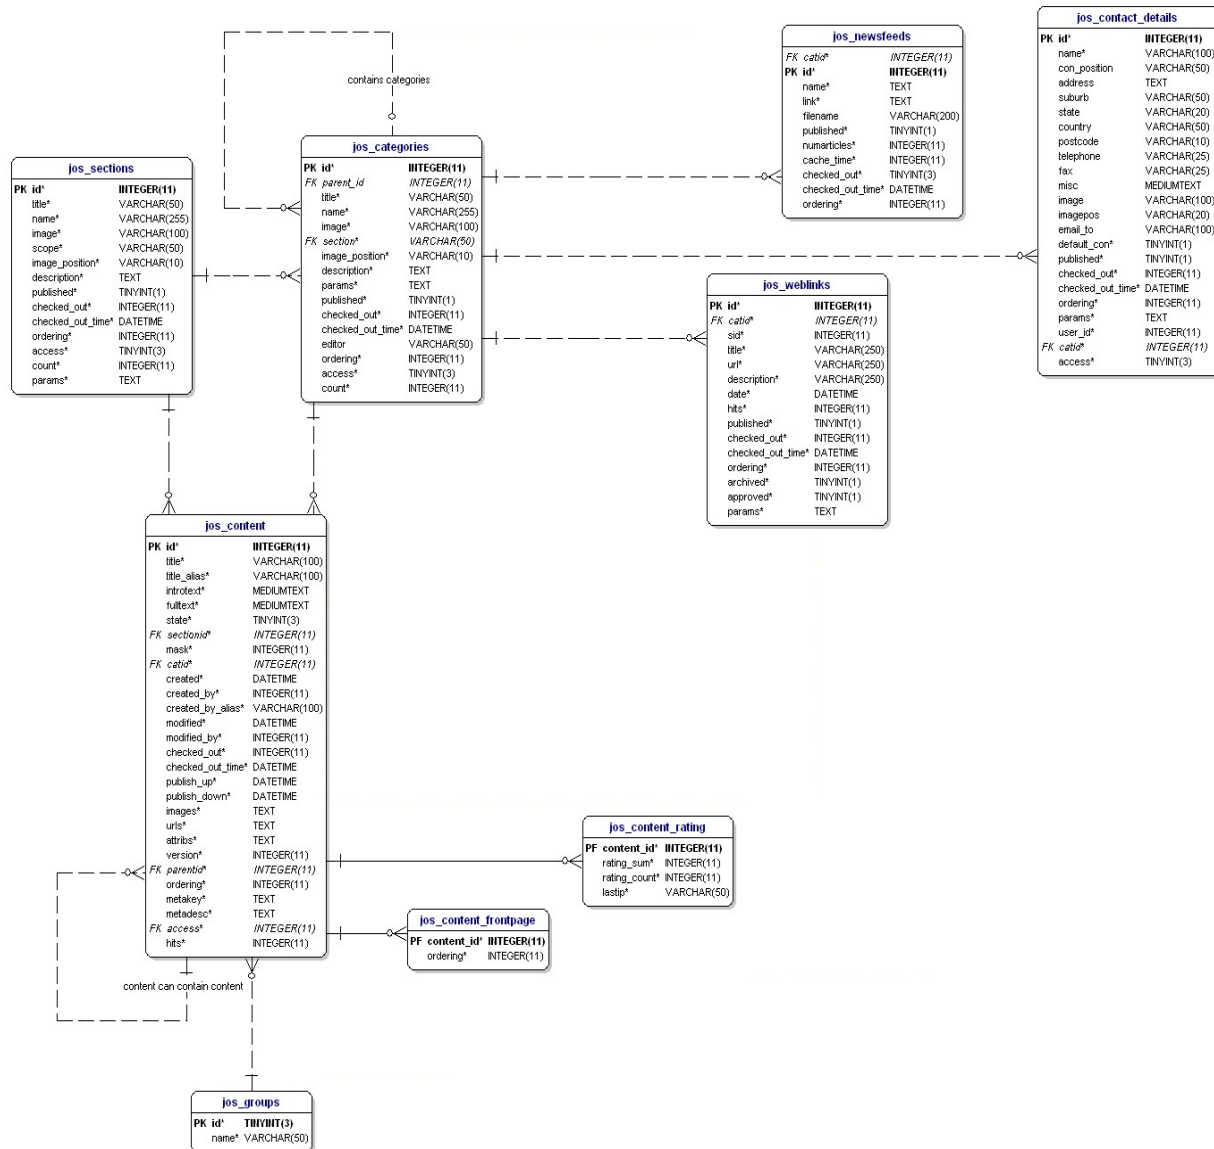 jos_sections
PK id* INTEGER(11)
title* VARCHAR(50)
name* VARCHAR(255)
image* VARCHAR(100)
scope* VARCHAR(50)
image_position* VARCHAR(10)
description* TEXT
published* TINYINT(1)
checked_out* INTEGER(11)
checked_out_time* DATETIME
ordering* INTEGER(11)
access* TINYINT(3)
count* INTEGER(11)
params* TEXT
contains categories
jos_categories
PK id* INTEGER(11)
FK parent_id INTEGER(11)
title* VARCHAR(50)
name* VARCHAR(255)
image* VARCHAR(100)
FK section* VARCHAR(50)
image_position* VARCHAR(10)
description* TEXT
params* TEXT
published* TINYINT(1)
checked_out* INTEGER(11)
checked_out_time* DATETIME
editor VARCHAR(50)
ordering* INTEGER(11)
access* TINYINT(3)
count* INTEGER(11)
jos_newsfeeds
FK catid* INTEGER(11)
PK id* INTEGER(11)
name* TEXT
link* TEXT
filename VARCHAR(200)
published* TINYINT(1)
numarticles* INTEGER(11)
cache_time* INTEGER(11)
checked_out* TINYINT(3)
checked_out_time* DATETIME
ordering* INTEGER(11)
jos_contact_details
PK id* INTEGER(11)
name* VARCHAR(100)
con_position VARCHAR(50)
address TEXT
suburb VARCHAR(50)
state VARCHAR(20)
country VARCHAR(50)
postcode VARCHAR(10)
telephone VARCHAR(25)
fax VARCHAR(25)
misc MEDIUMTEXT
image VARCHAR(100)
imagepos VARCHAR(20)
email_to VARCHAR(100)
default_con* TINYINT(1)
published* TINYINT(1)
checked_out* INTEGER(11)
checked_out_time* DATETIME
ordering* INTEGER(11)
params* TEXT
user_id* INTEGER(11)
FK catid* INTEGER(11)
access* TINYINT(3)
jos_weblinks
PK id* INTEGER(11)
FK catid* INTEGER(11)
sid* INTEGER(11)
title* VARCHAR(250)
url* VARCHAR(250)
description* VARCHAR(250)
date* DATETIME
hits* INTEGER(11)
published* TINYINT(1)
checked_out* INTEGER(11)
checked_out_time* DATETIME
ordering* INTEGER(11)
archived* TINYINT(1)
approved* TINYINT(1)
params* TEXT
jos_content
PK id* INTEGER(11)
title* VARCHAR(100)
title_alias* VARCHAR(100)
introtext* MEDIUMTEXT
fulltext* MEDIUMTEXT
state* TINYINT(3)
FK sectionid* INTEGER(11)
mask* INTEGER(11)
FK catid* INTEGER(11)
created* DATETIME
created_by* INTEGER(11)
created_by_alias* VARCHAR(100)
modified* DATETIME
modified_by* INTEGER(11)
checked_out* INTEGER(11)
checked_out_time* DATETIME
publish_up* DATETIME
publish_down* DATETIME
images* TEXT
urls* TEXT
attribs* TEXT
version* INTEGER(11)
FK parentid* INTEGER(11)
ordering* INTEGER(11)
metakey* TEXT
metadesc* TEXT
FK access* INTEGER(11)
hits* INTEGER(11)
content can contain content
jos_content_rating
PF content_id* INTEGER(11)
rating_sum* INTEGER(11)
rating_count* INTEGER(11)
lastip* VARCHAR(50)
jos_content_frontpage
PF content_id* INTEGER(11)
ordering* INTEGER(11)
jos_groups
PK id* TINYINT(3)
name* VARCHAR(50)